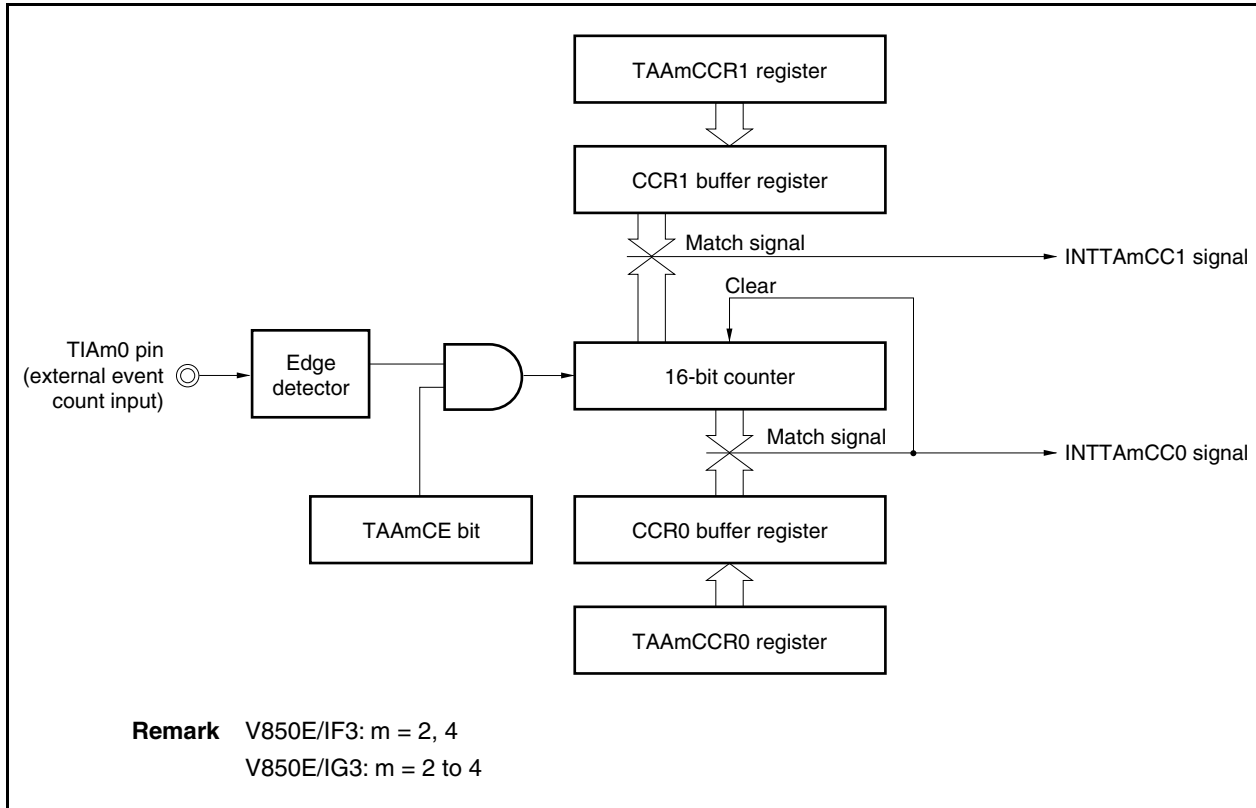 TAAmCCR1 register
CCR1 buffer register
Match signal
INTTAmCC1 signal
Clear
TIAm0 pin
(external event
count input)
Edge
detector
16-bit counter
Match signal
INTTAmCC0 signal
TAAmCE bit
CCR0 buffer register
TAAmCCR0 register
Remark V850E/IF3: m = 2, 4
V850E/IG3: m = 2 to 4